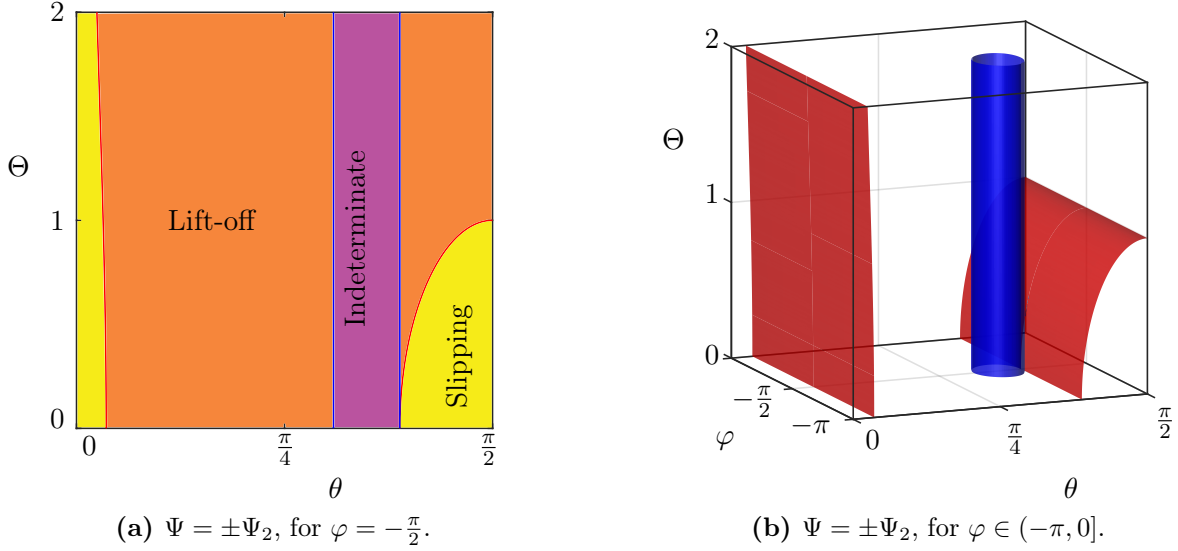 2
Θ
1
0
Lift-off
Indeterminate
Slipping
0
π/4
π/2
θ
(a) Ψ = ±Ψ₂, for φ = −π/2.
2
Θ
1
0
−π/2
−π
φ
0
π/4
π/2
θ
(b) Ψ = ±Ψ₂, for φ ∈ (−π, 0].